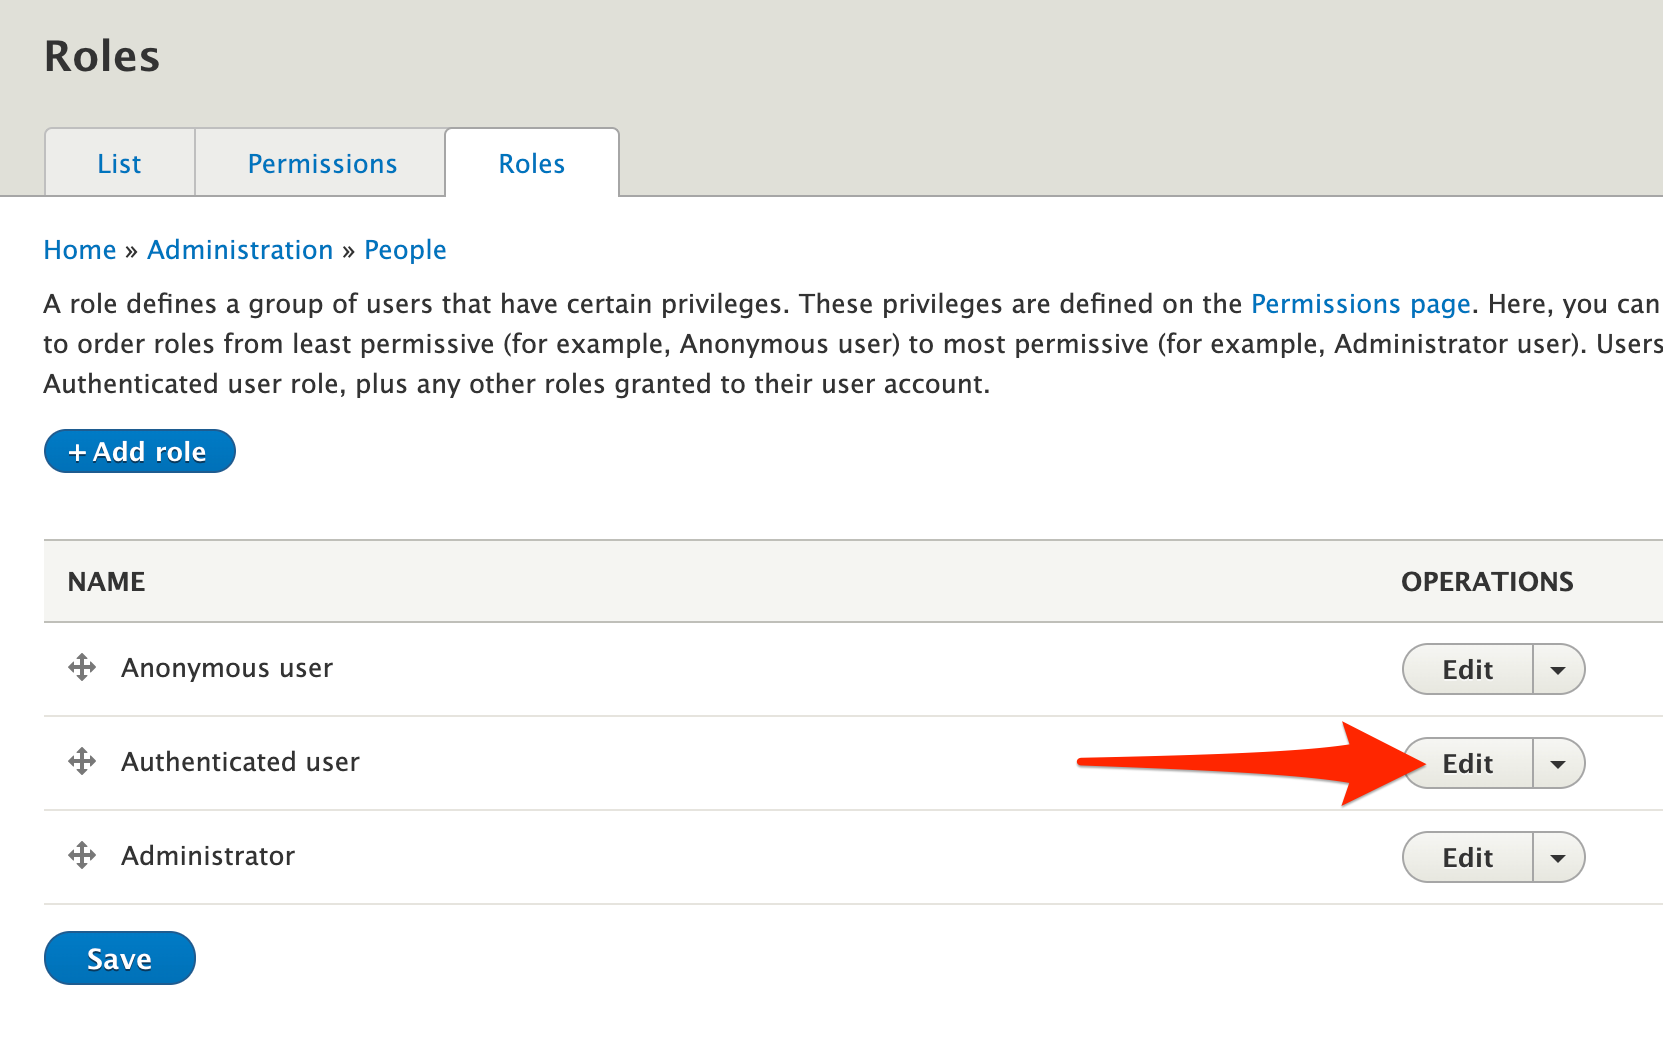 Roles
List Permissions Roles
Home » Administration » People
A role defines a group of users that have certain privileges. These privileges are defined on the Permissions page. Here, you can
to order roles from least permissive (for example, Anonymous user) to most permissive (for example, Administrator user). Users
Authenticated user role, plus any other roles granted to their user account.
+ Add role
NAME OPERATIONS
Anonymous user Edit
Authenticated user Edit
Administrator Edit
Save